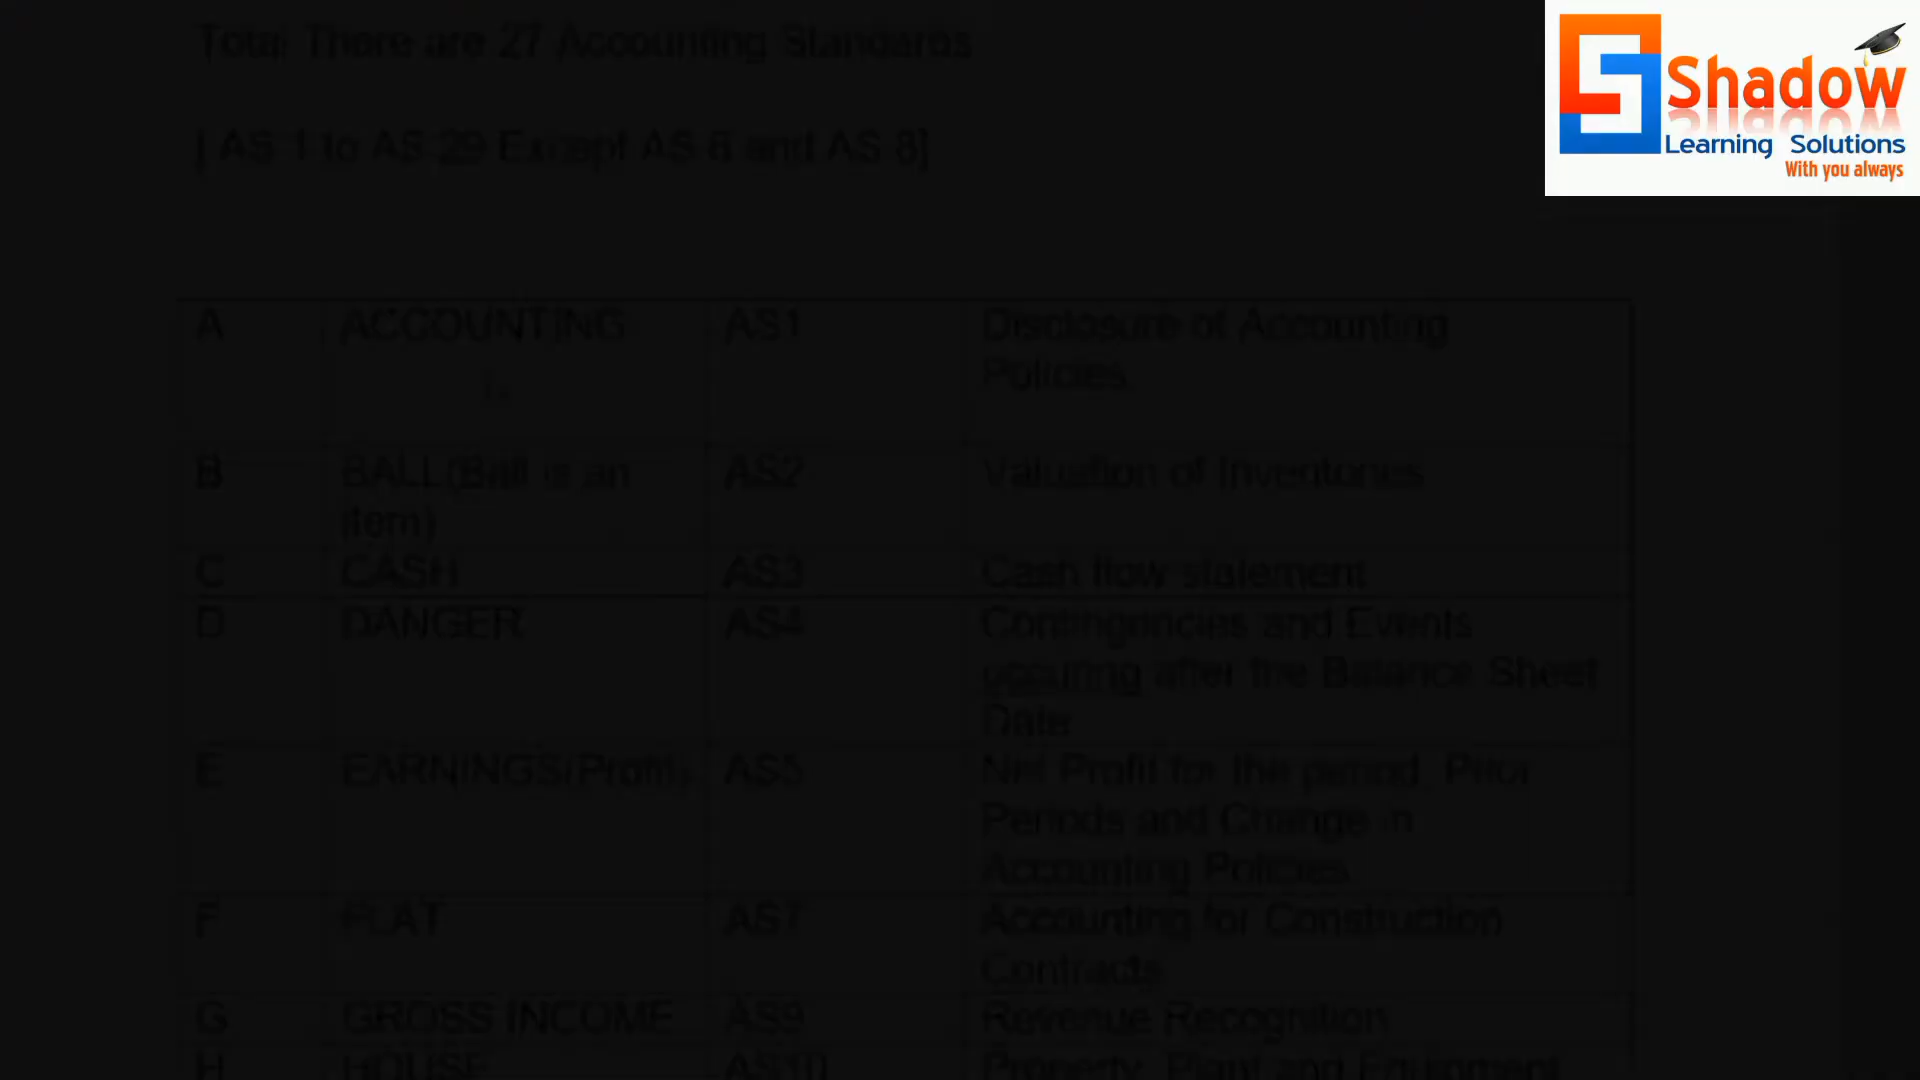 Total There are 27 Accounting Standards
[ AS 1 to AS 29 Except AS 6 and AS 8]
Shadow
Learning Solutions
With you always
A ACCOUNTING AS1 Disclosure of Accounting
Policies
B BALL(Ball is an AS2 Valuation of Inventories
item)
C CASH AS3 Cash flow statement
D DANGER AS4 Contingencies and Events
occuring after the Balance Sheet
Date
E EARNINGS(Profit) AS5 Net Profit for the period, Prior
Periods and Change in
Accounting Policies.
F FLAT AS7 Accounting for Construction
Contracts
G GROSS INCOME AS9 Revenue Recognition
H HOUSE AS10 Property, Plant and Equipment